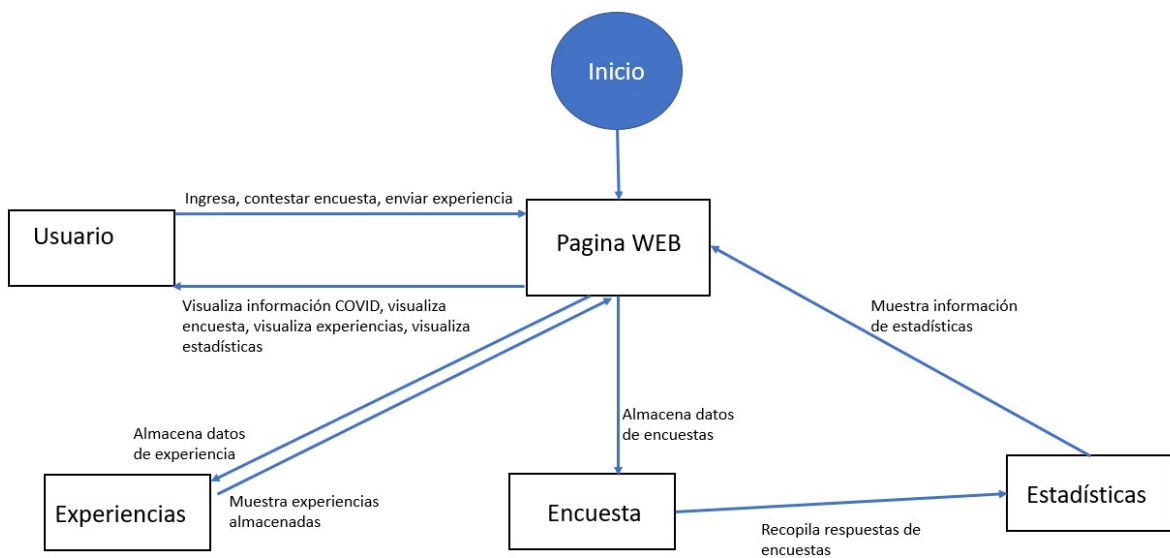 Inicio
Ingresa, contestar encuesta, enviar experiencia
Usuario
Pagina WEB
Visualiza información COVID, visualiza
encuesta, visualiza experiencias, visualiza
estadísticas
Muestra información
de estadísticas
Almacena datos
de experiencia
Almacena datos
de encuestas
Experiencias
Muestra experiencias
almacenadas
Encuesta
Recopila respuestas de
encuestas
Estadísticas